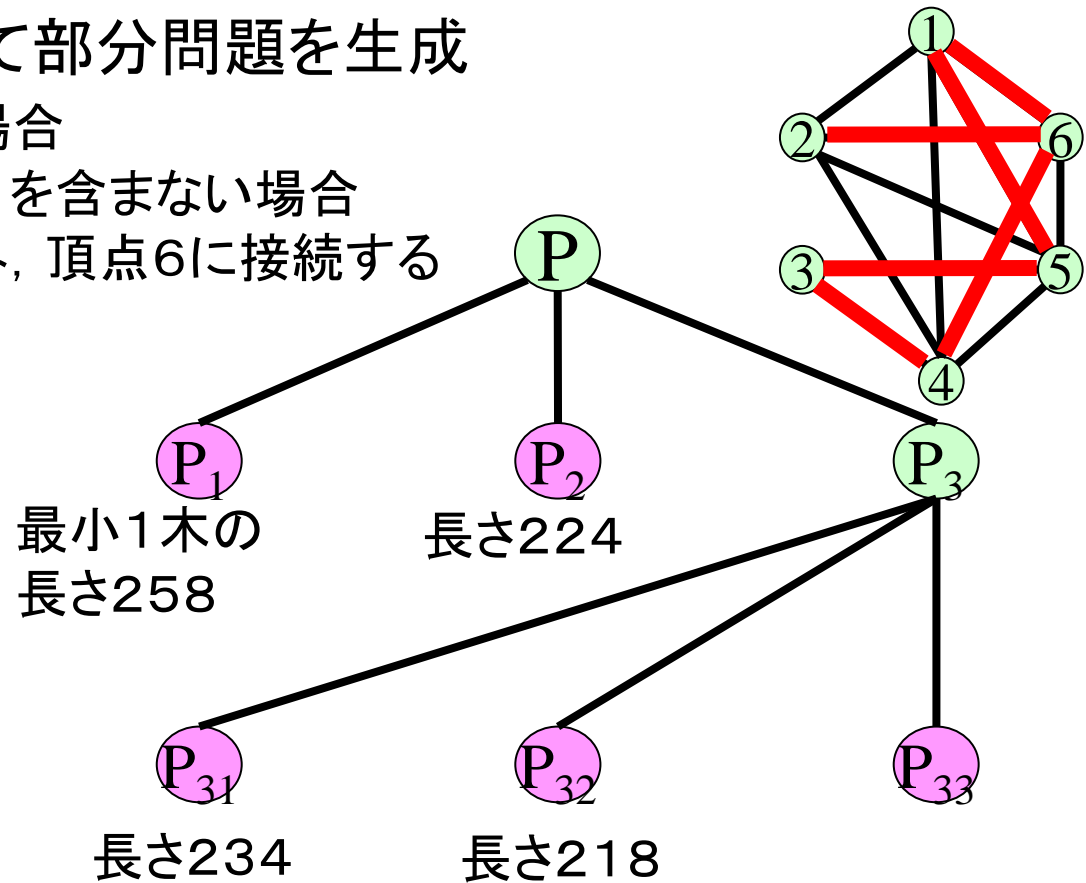 て部分問題を生成
場合
を含まない場合
, 頂点6に接続する
1
2
6
3
5
4
P
P1
P2
P3
最小1木の
長さ258
長さ224
P31
P32
P33
長さ234
長さ218